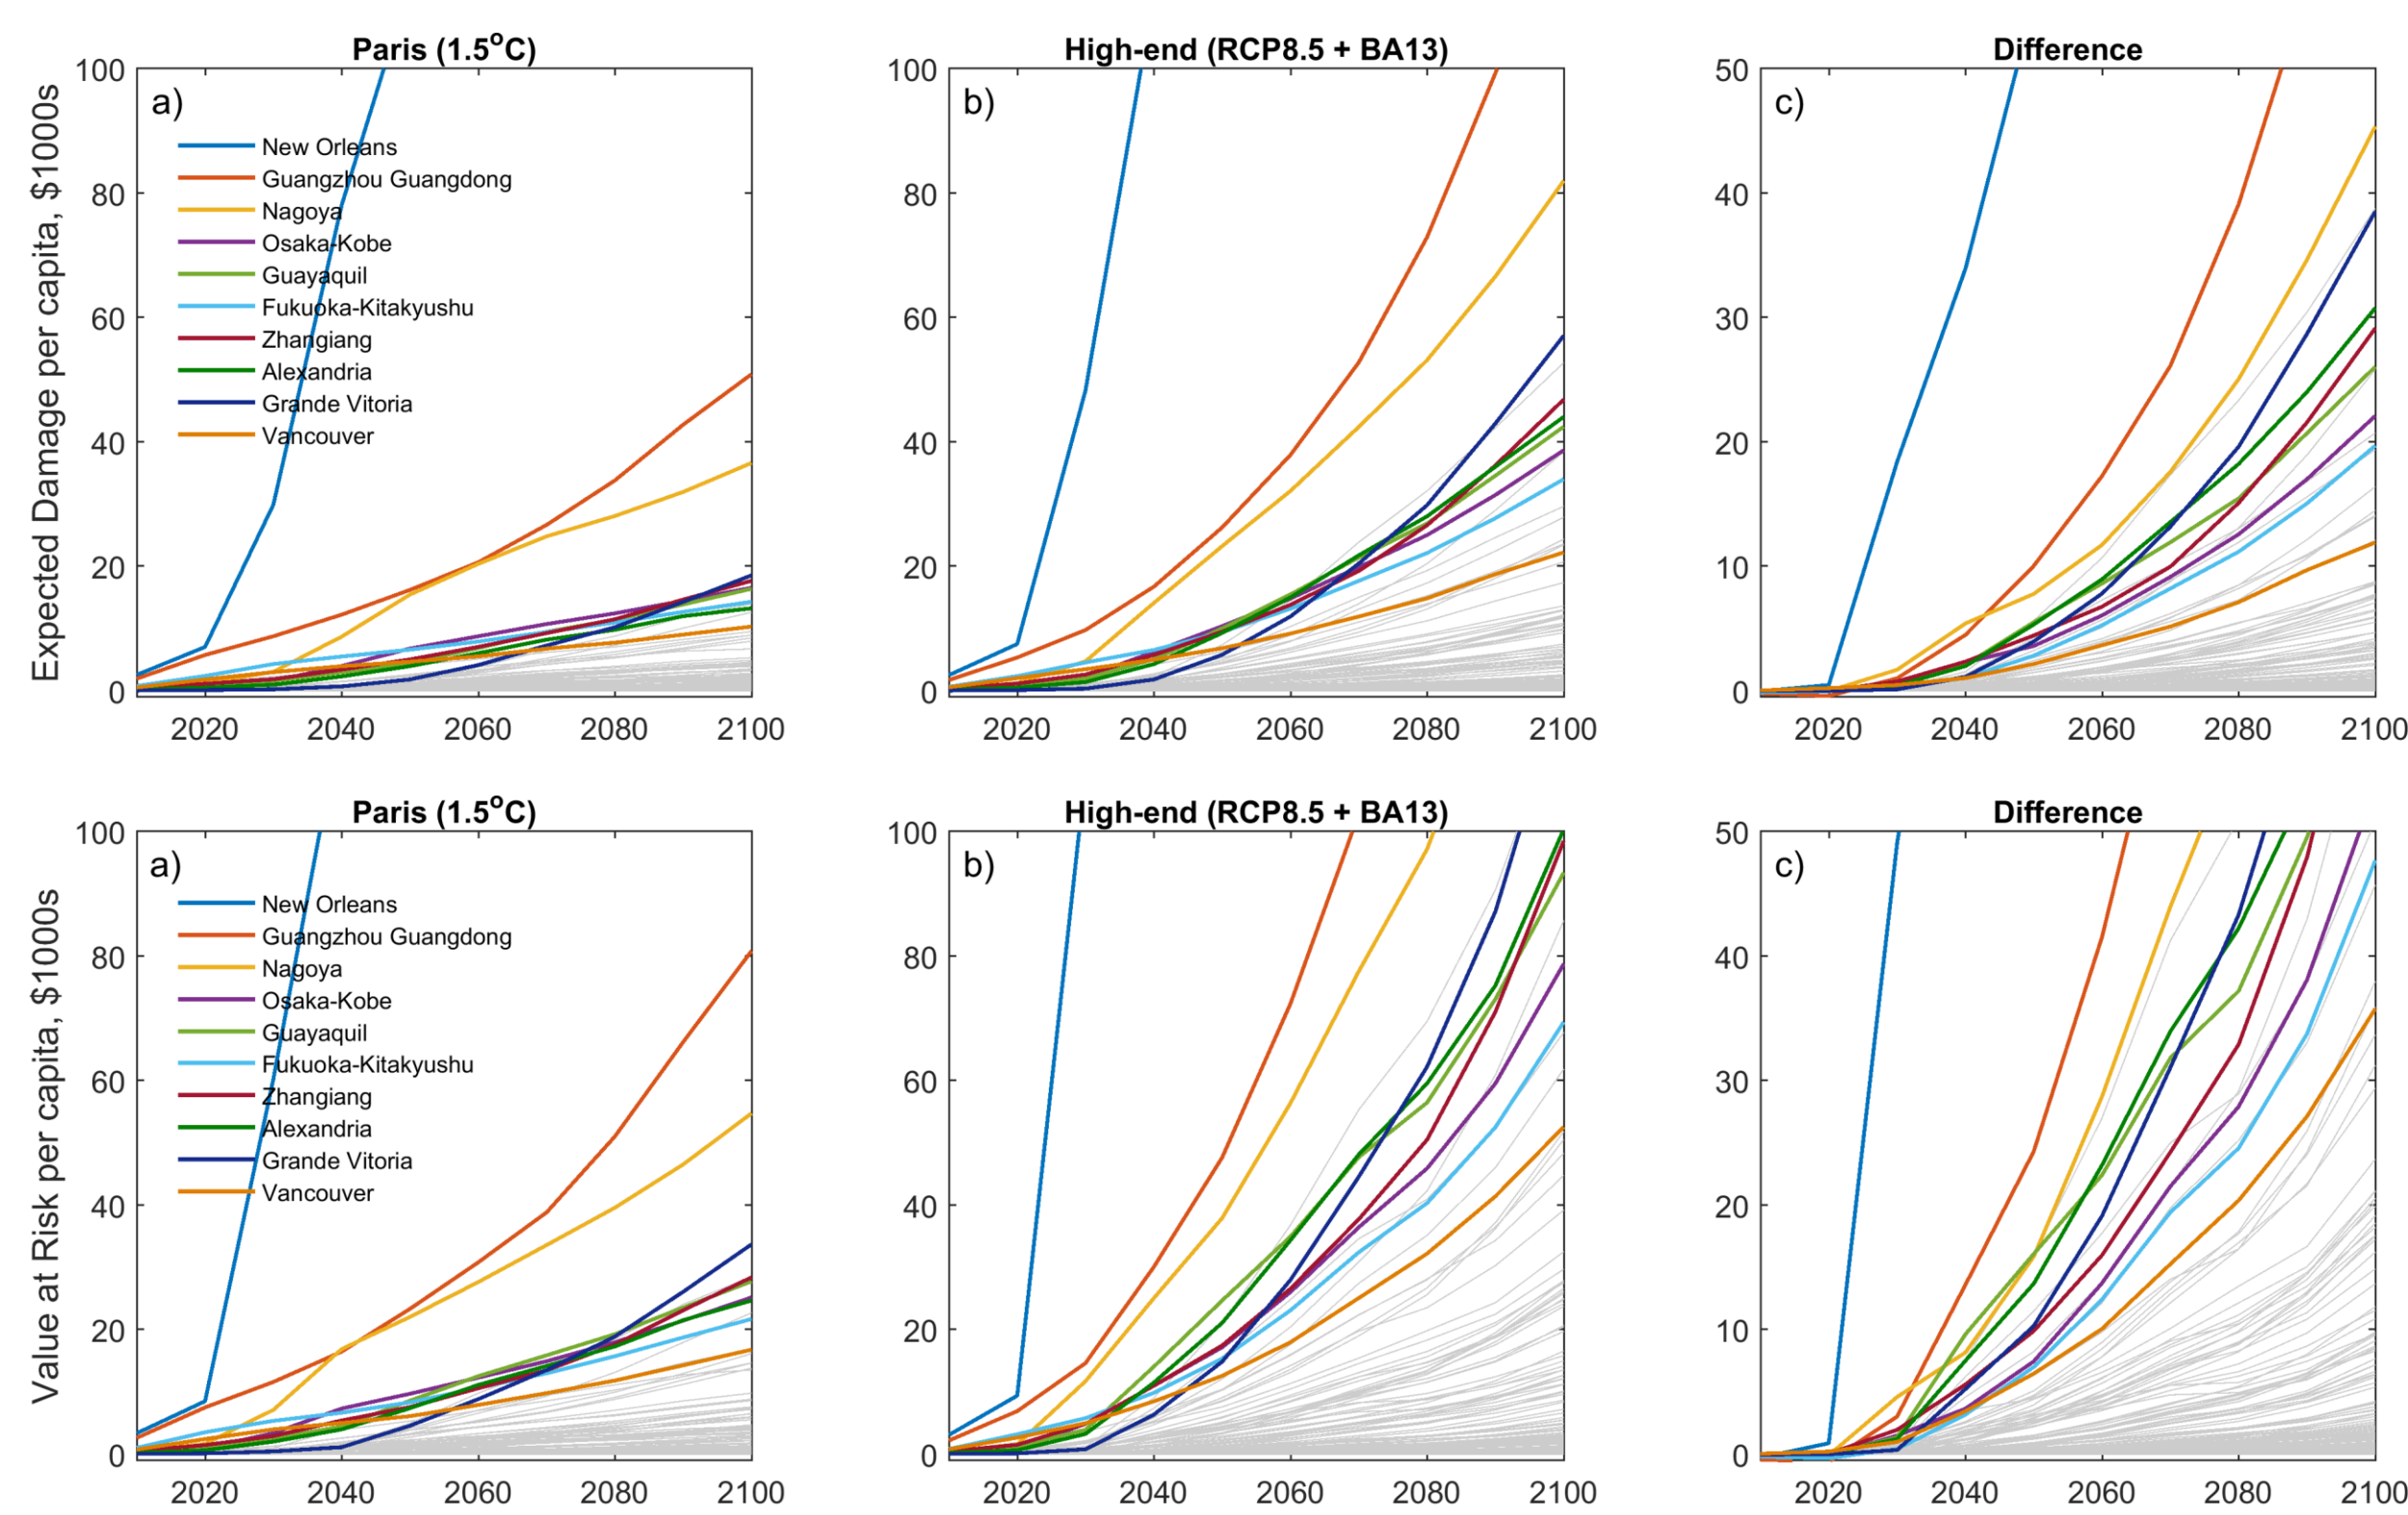 Paris (1.5°C)
High-end (RCP8.5 + BA13)
Difference
Expected Damage per capita, $1000s
100
80
60
40
20
0
a)
New Orleans
Guangzhou Guangdong
Nagoya
Osaka-Kobe
Guayaquil
Fukuoka-Kitakyushu
Zhangiang
Alexandria
Grande Vitoria
Vancouver
2020 2040 2060 2080 2100
100
80
60
40
20
0
b)
2020 2040 2060 2080 2100
50
40
30
20
10
0
c)
2020 2040 2060 2080 2100
Paris (1.5°C)
High-end (RCP8.5 + BA13)
Difference
Value at Risk per capita, $1000s
100
80
60
40
20
0
a)
New Orleans
Guangzhou Guangdong
Nagoya
Osaka-Kobe
Guayaquil
Fukuoka-Kitakyushu
Zhangiang
Alexandria
Grande Vitoria
Vancouver
2020 2040 2060 2080 2100
100
80
60
40
20
0
b)
2020 2040 2060 2080 2100
50
40
30
20
10
0
c)
2020 2040 2060 2080 2100